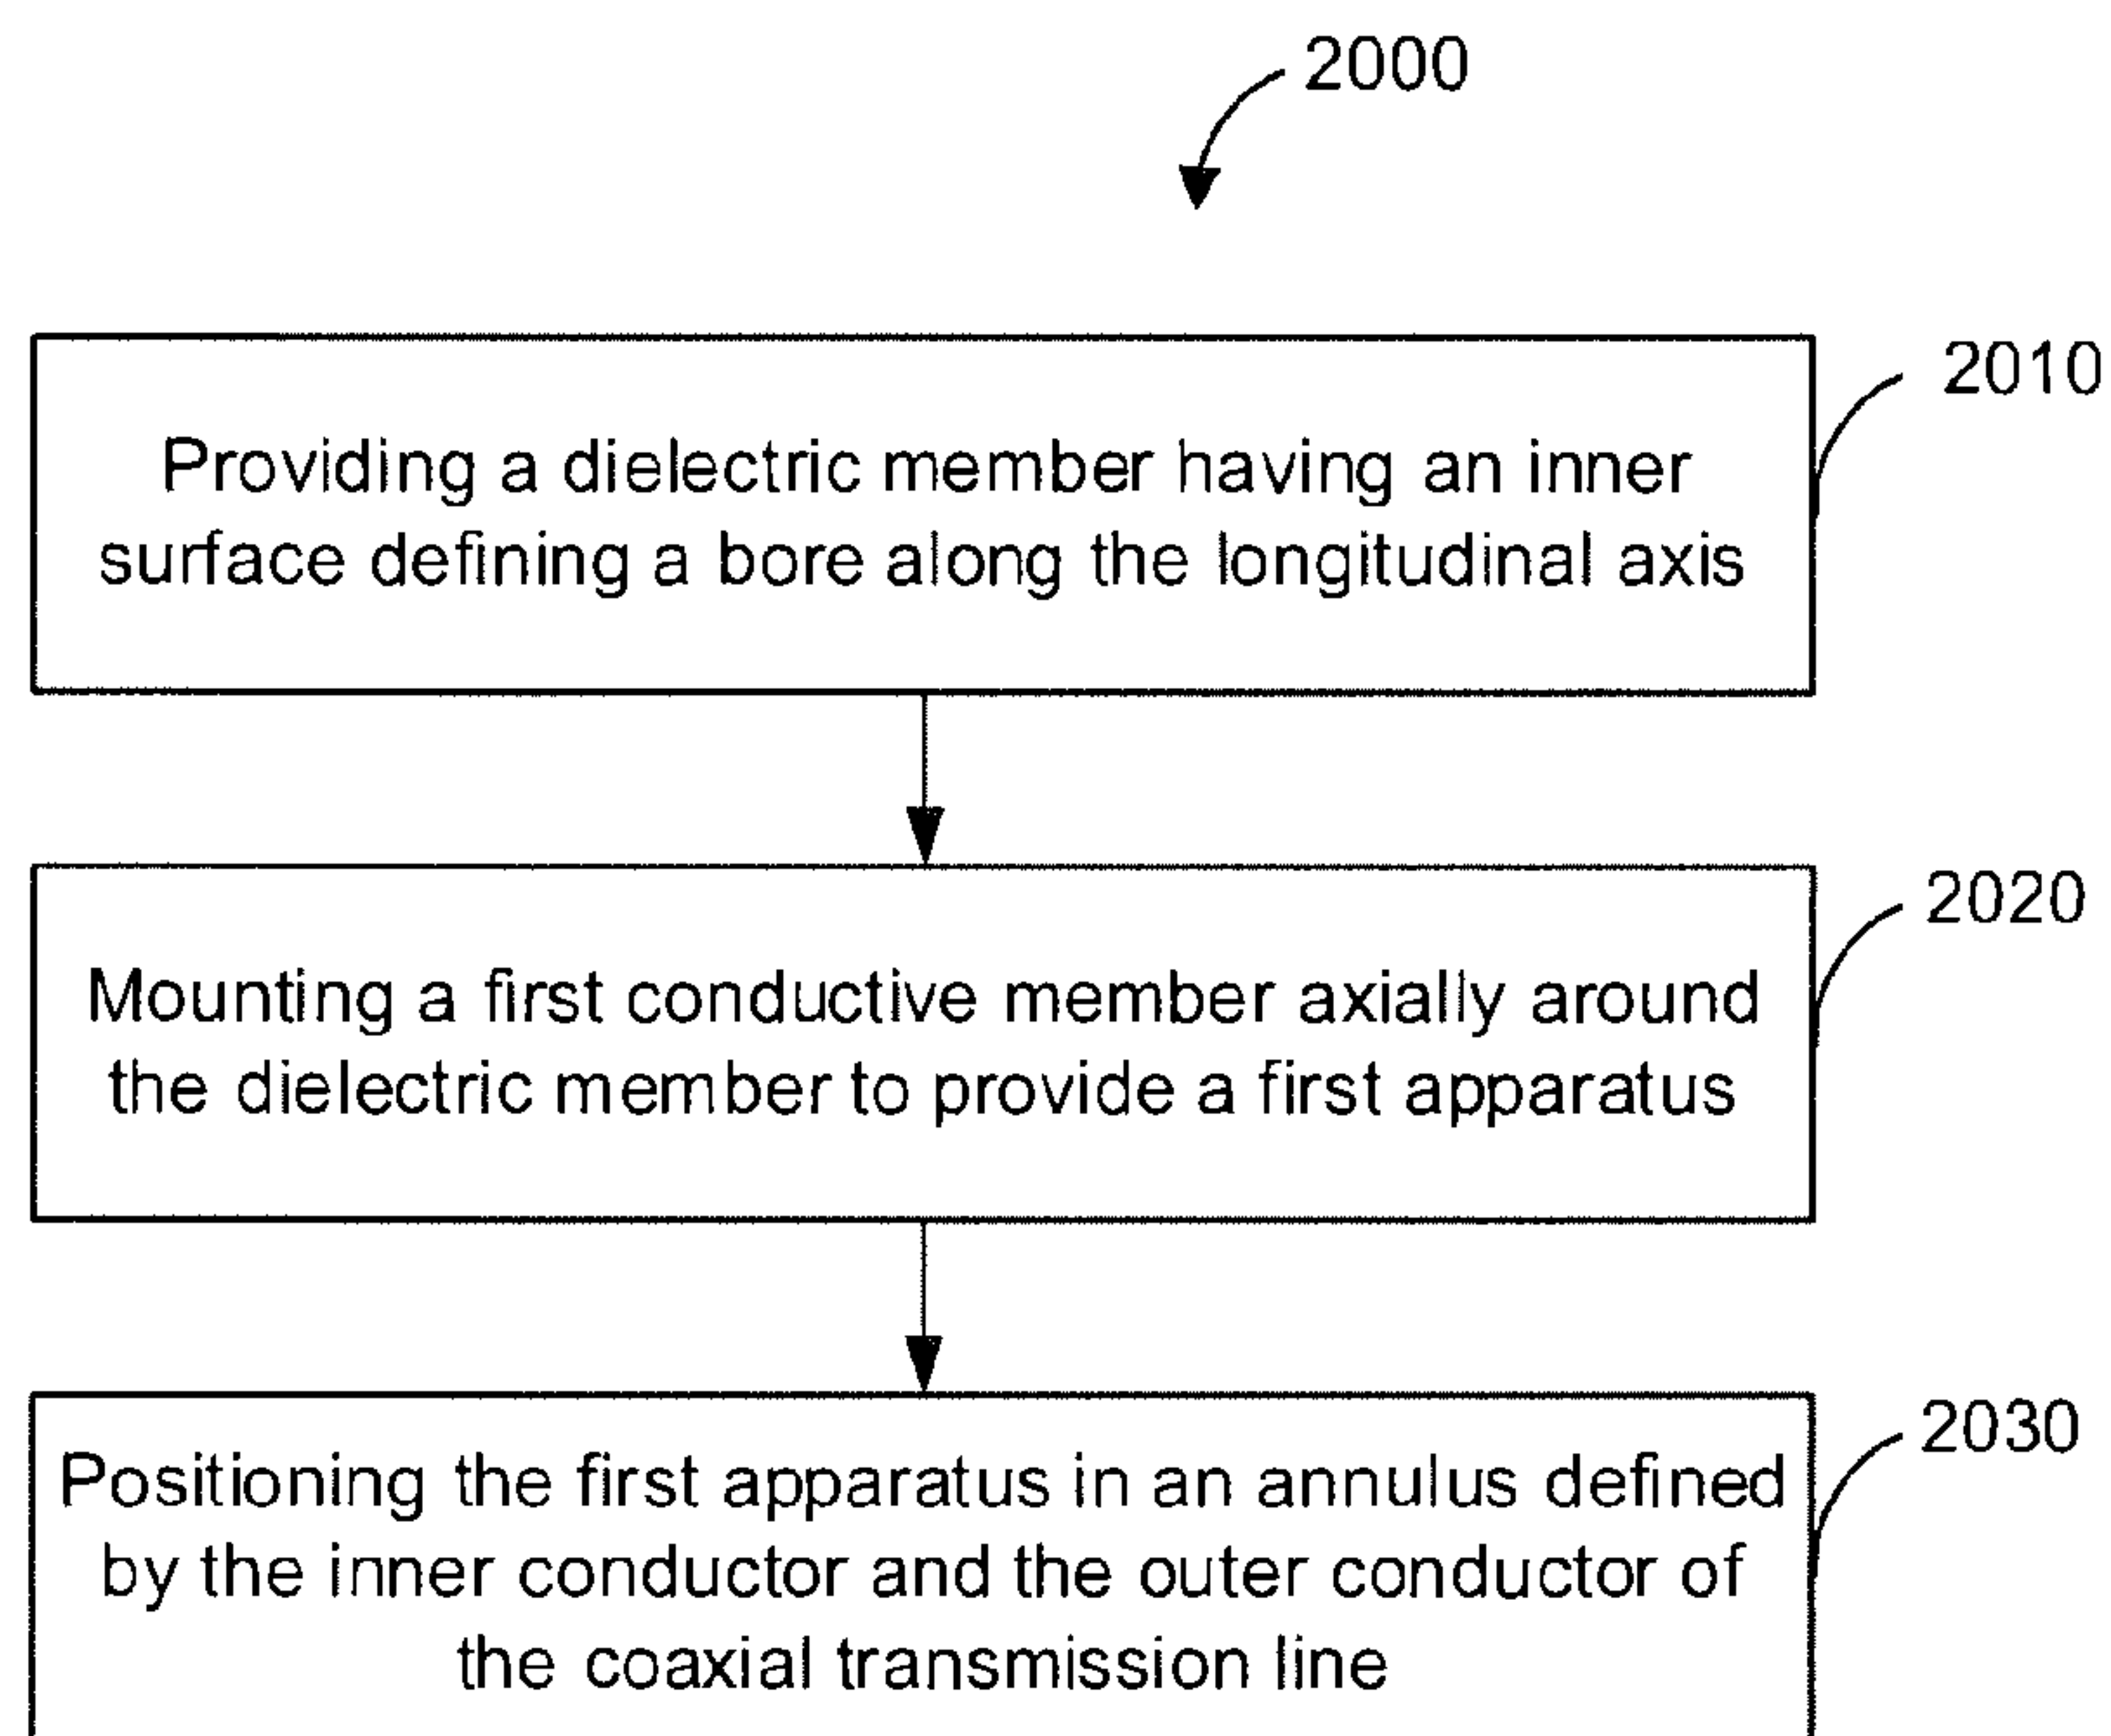 2000
2010
Providing a dielectric member having an inner
surface defining a bore along the longitudinal axis
2020
Mounting a first conductive member axially around
the dielectric member to provide a first apparatus
2030
Positioning the first apparatus in an annulus defined
by the inner conductor and the outer conductor of
the coaxial transmission line